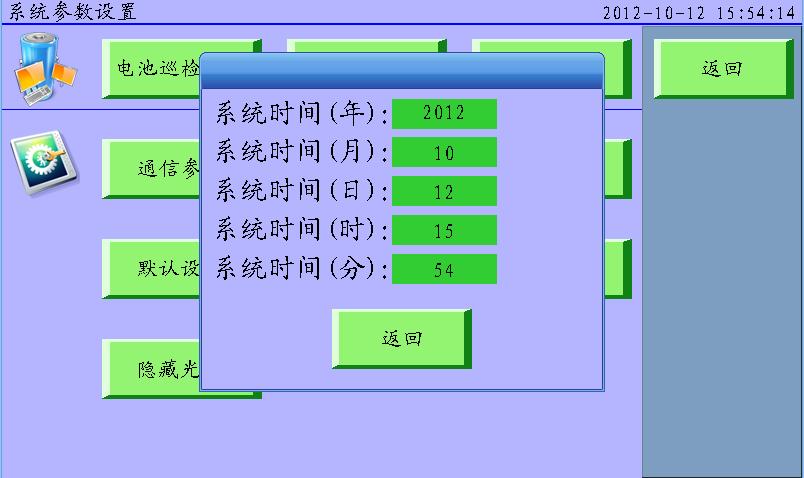 系统参数设置
2012-10-12 15:54:14
电池巡检
返回
系统时间(年): 2012
系统时间(月): 10
系统时间(日): 12
系统时间(时): 15
系统时间(分): 54
通信参
默认设
隐藏光
返回